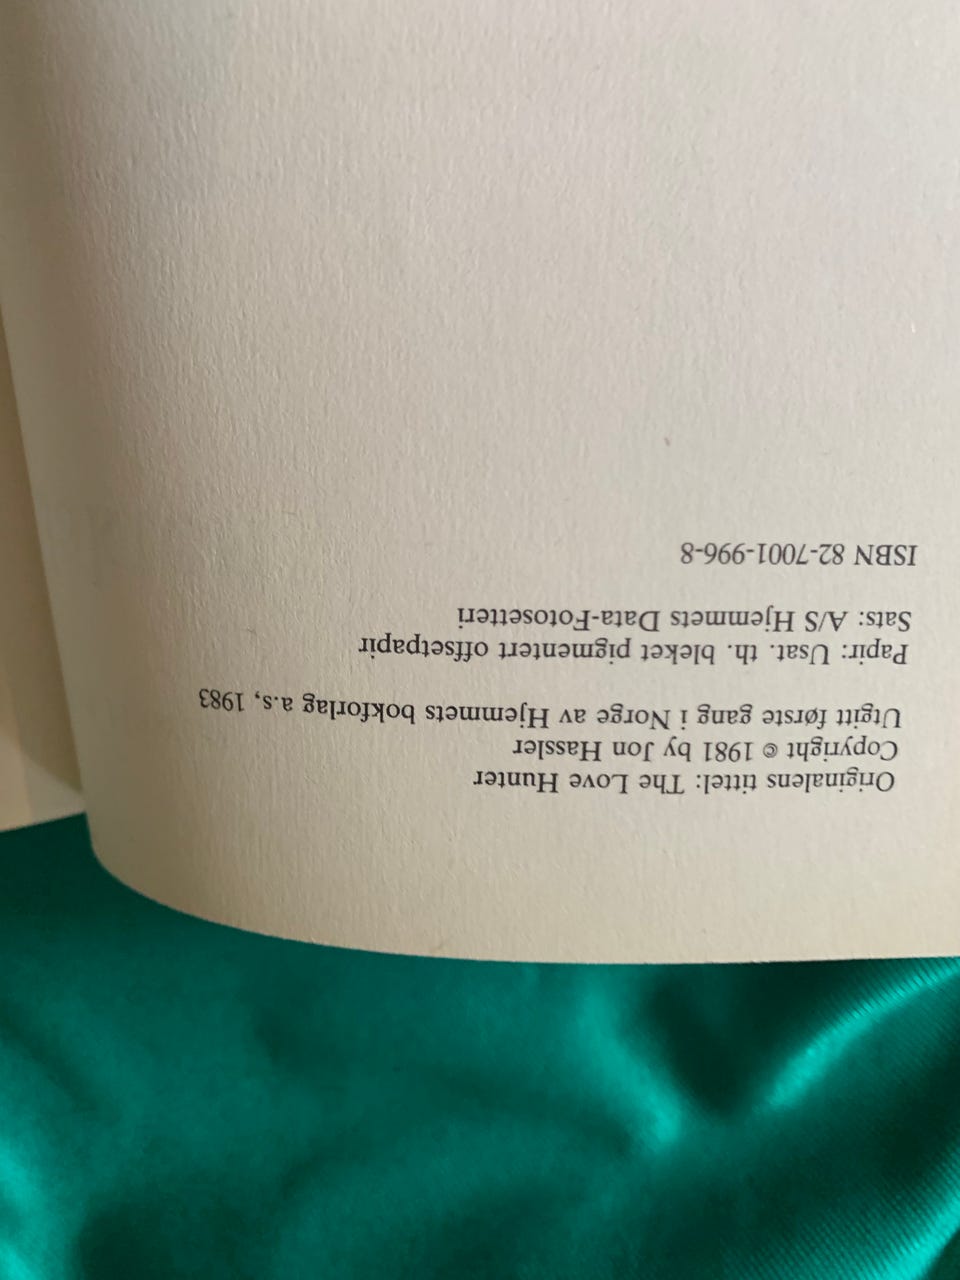 Originalens tittel: The Love Hunter
Copyright © 1981 by Jon Hassler
Utgitt første gang i Norge av Hjemmets bokforlag a.s, 1983
Papir: Usat. th. bleket pigmentert offsetpapir
Sats: A/S Hjemmets Data-Fotosetteri
ISBN 82-7001-996-8